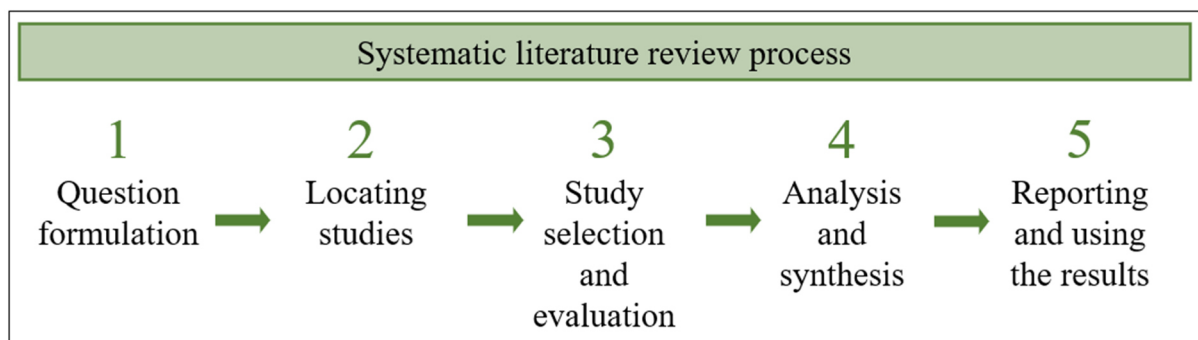 Systematic literature review process
1
Question
formulation
2
Locating
studies
3
Study
selection
and
evaluation
4
Analysis
and
synthesis
5
Reporting
and using
the results